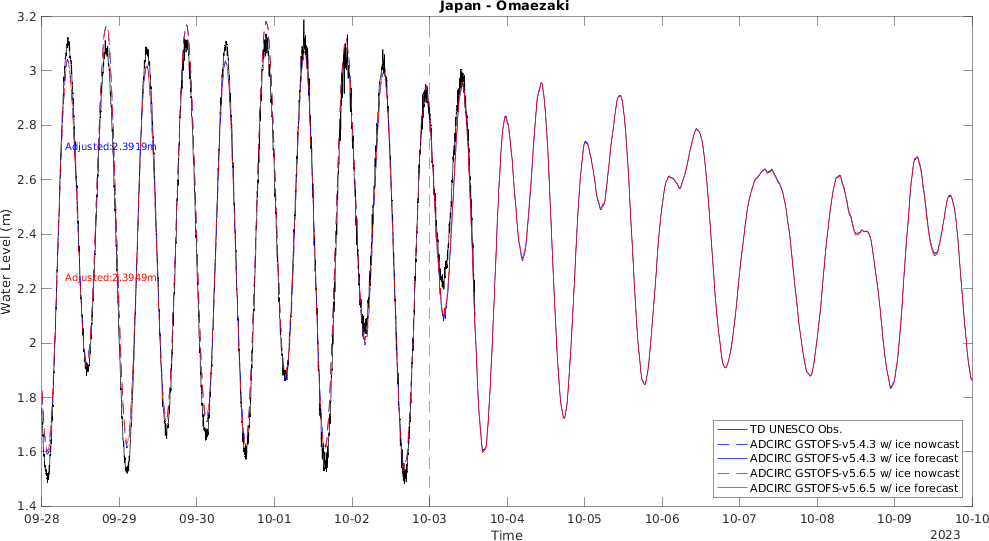 Japan - Omaezaki
Water Level (m)
3.2
3
2.8
2.6
2.4
2.2
2
1.8
1.6
1.4
Adjusted:2.3919m
Adjusted:2.3949m
TD UNESCO Obs.
ADCIRC GSTOFS-v5.4.3 w/ ice nowcast
ADCIRC GSTOFS-v5.4.3 w/ ice forecast
ADCIRC GSTOFS-v5.6.5 w/ ice nowcast
ADCIRC GSTOFS-v5.6.5 w/ ice forecast
09-28 09-29 09-30 10-01 10-02 10-03 10-04 10-05 10-06 10-07 10-08 10-09 10-10
Time
2023